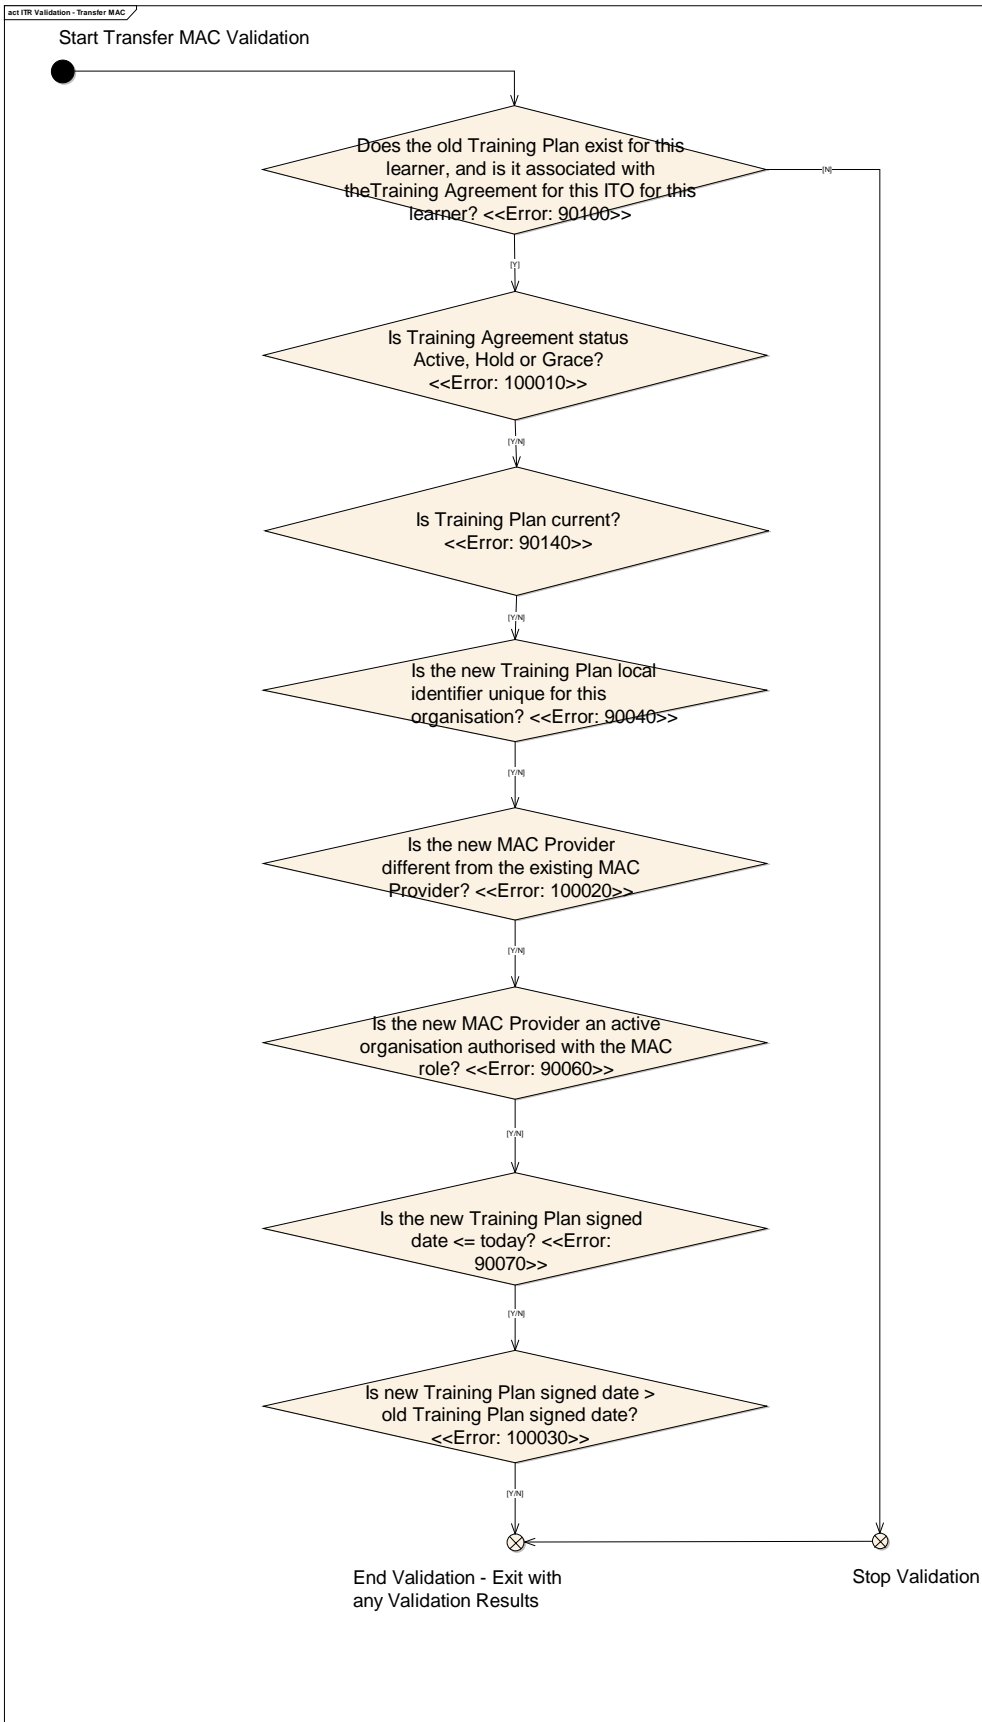 act ITR Validation - Transfer MAC
Start Transfer MAC Validation
Does the old Training Plan exist for this
learner, and is it associated with
theTraining Agreement for this ITO for this
learner? <<Error: 90100>>
[N]
[Y]
Is Training Agreement status
Active, Hold or Grace?
<<Error: 100010>>
[Y/N]
Is Training Plan current?
<<Error: 90140>>
[Y/N]
Is the new Training Plan local
identifier unique for this
organisation? <<Error: 90040>>
[Y/N]
Is the new MAC Provider
different from the existing MAC
Provider? <<Error: 100020>>
[Y/N]
Is the new MAC Provider an active
organisation authorised with the MAC
role? <<Error: 90060>>
[Y/N]
Is the new Training Plan signed
date <= today? <<Error:
90070>>
[Y/N]
Is new Training Plan signed date >
old Training Plan signed date?
<<Error: 100030>>
[Y/N]
End Validation - Exit with
any Validation Results
Stop Validation